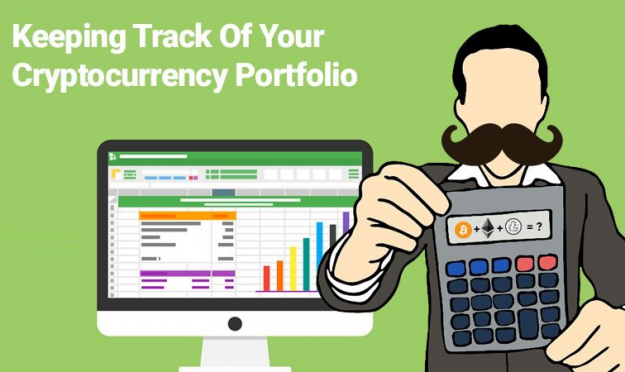 Keeping Track Of Your
Cryptocurrency Portfolio
+ + = ?